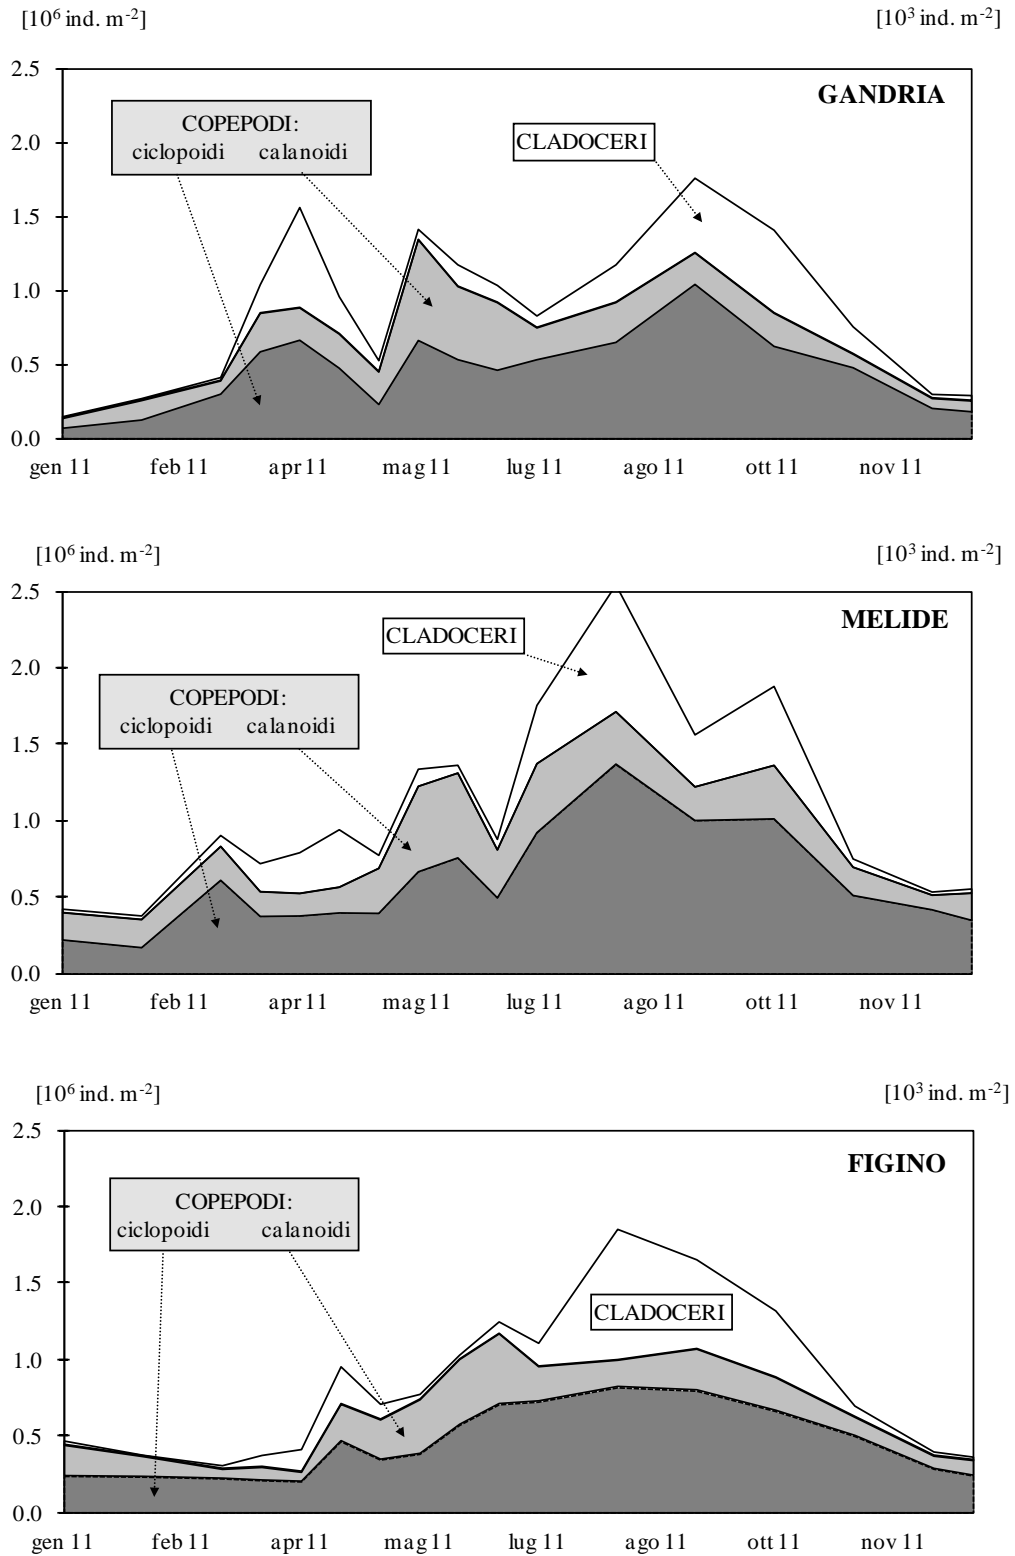 [10⁶ ind. m⁻²] [10³ ind. m⁻²]
2.5
GANDRIA
COPEPODI:
ciclopoidi calanoidi
CLADOCERI
2.0
1.5
1.0
0.5
0.0
gen 11 feb 11 apr 11 mag 11 lug 11 ago 11 ott 11 nov 11
[10⁶ ind. m⁻²] [10³ ind. m⁻²]
2.5
MELIDE
CLADOCERI
2.0
COPEPODI:
ciclopoidi calanoidi
1.5
1.0
0.5
0.0
gen 11 feb 11 apr 11 mag 11 lug 11 ago 11 ott 11 nov 11
[10⁶ ind. m⁻²] [10³ ind. m⁻²]
2.5
FIGINO
2.0
COPEPODI:
ciclopoidi calanoidi
1.5
CLADOCERI
1.0
0.5
0.0
gen 11 feb 11 apr 11 mag 11 lug 11 ago 11 ott 11 nov 11